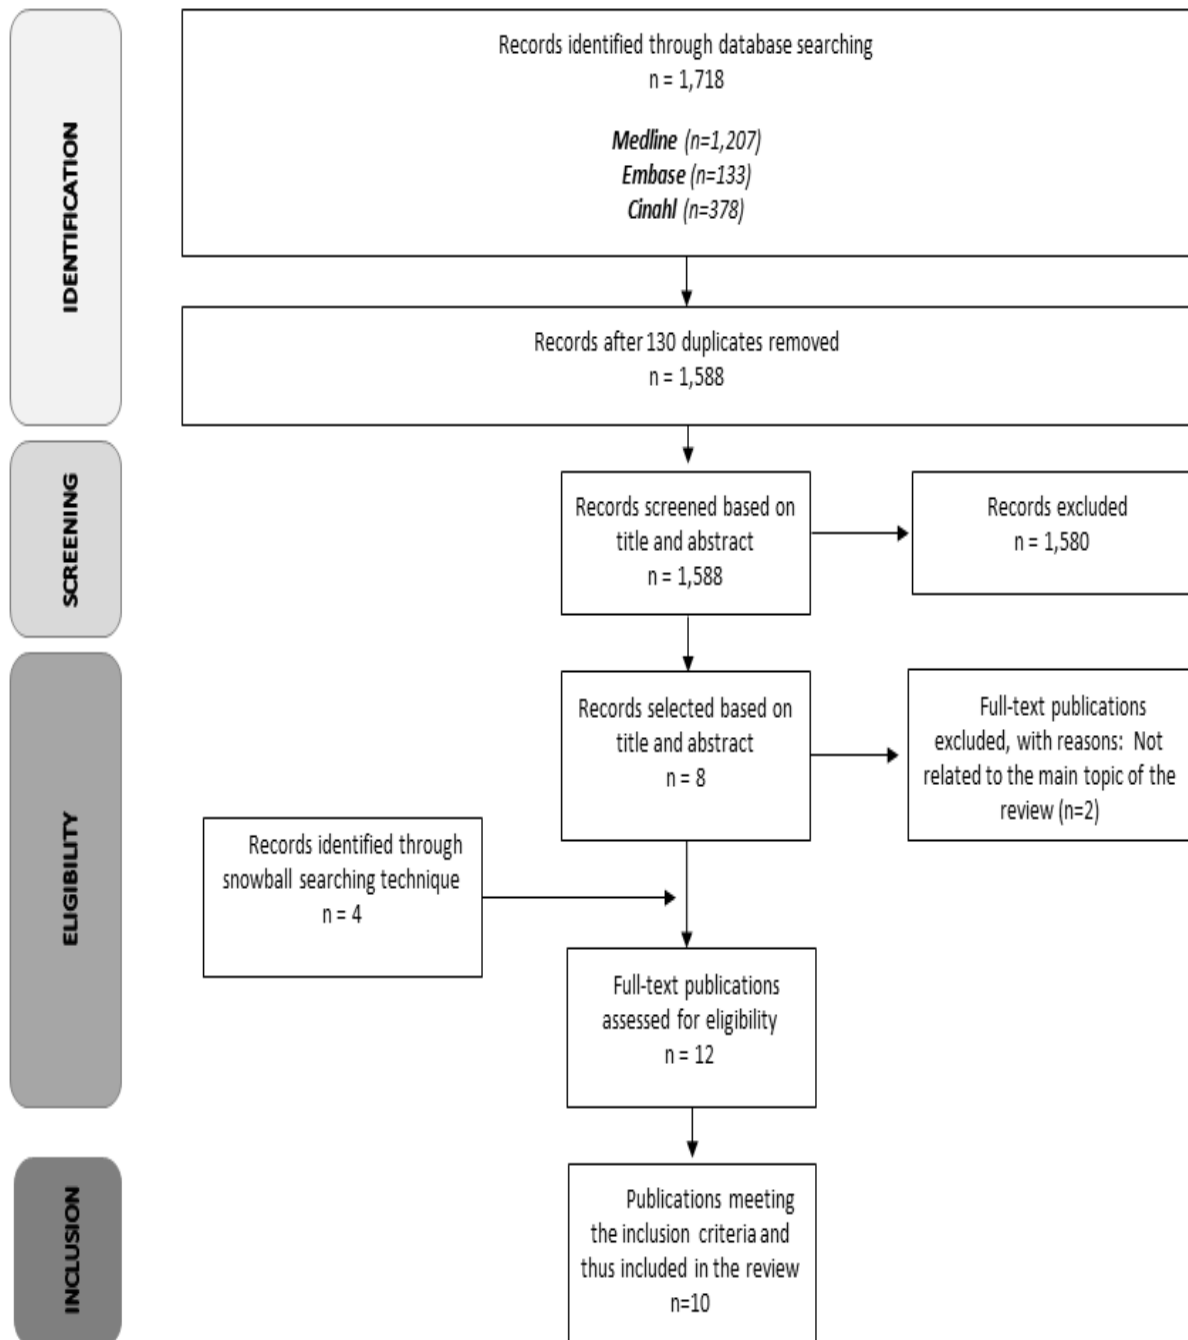 IDENTIFICATION
Records identified through database searching
n = 1,718
Medline (n=1,207)
Embase (n=133)
Cinahl (n=378)
Records after 130 duplicates removed
n = 1,588
SCREENING
Records screened based on
title and abstract
n = 1,588
Records excluded
n = 1,580
ELIGIBILITY
Records selected based on
title and abstract
n = 8
Full-text publications
excluded, with reasons: Not
related to the main topic of the
review (n=2)
Records identified through
snowball searching technique
n = 4
Full-text publications
assessed for eligibility
n = 12
INCLUSION
Publications meeting
the inclusion criteria and
thus included in the review
n=10